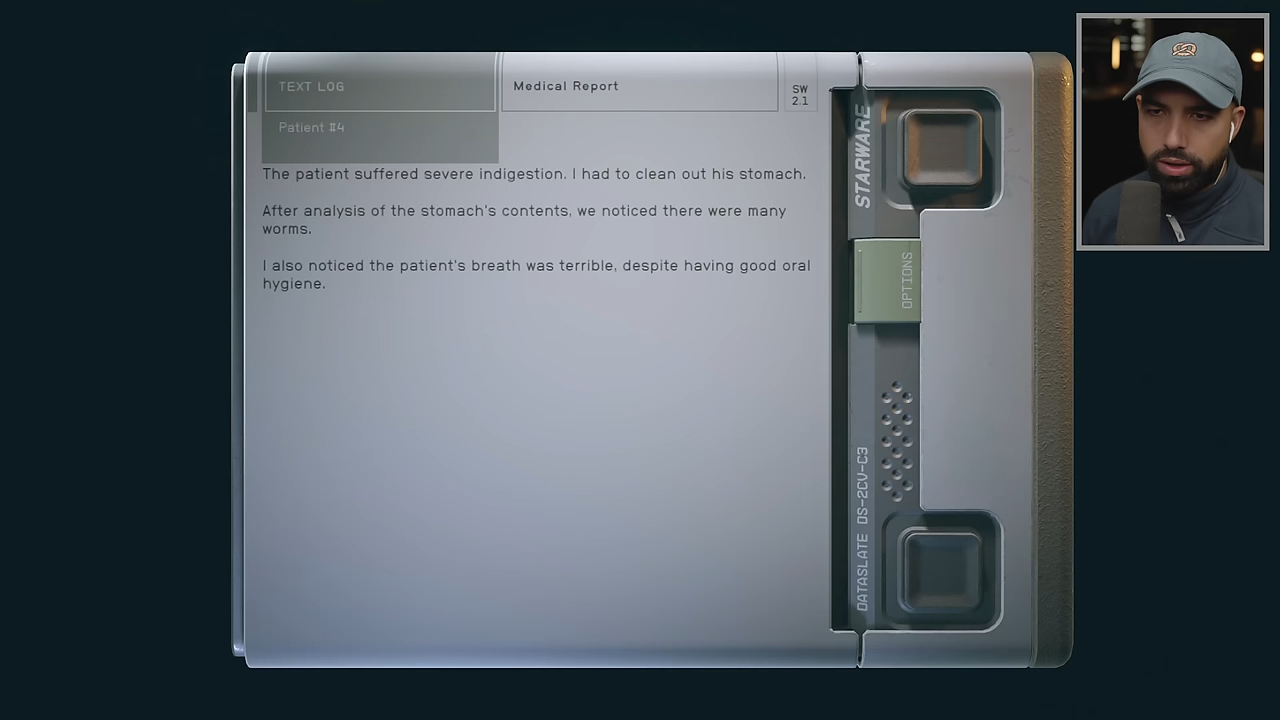 TEXT LOG
Medical Report
SW
2.1
Patient #4
The patient suffered severe indigestion. I had to clean out his stomach.
After analysis of the stomach's contents, we noticed there were many
worms.
I also noticed the patient's breath was terrible, despite having good oral
hygiene.
STARWARE
OPTIONS
DATASLATE DS-2CV-C3